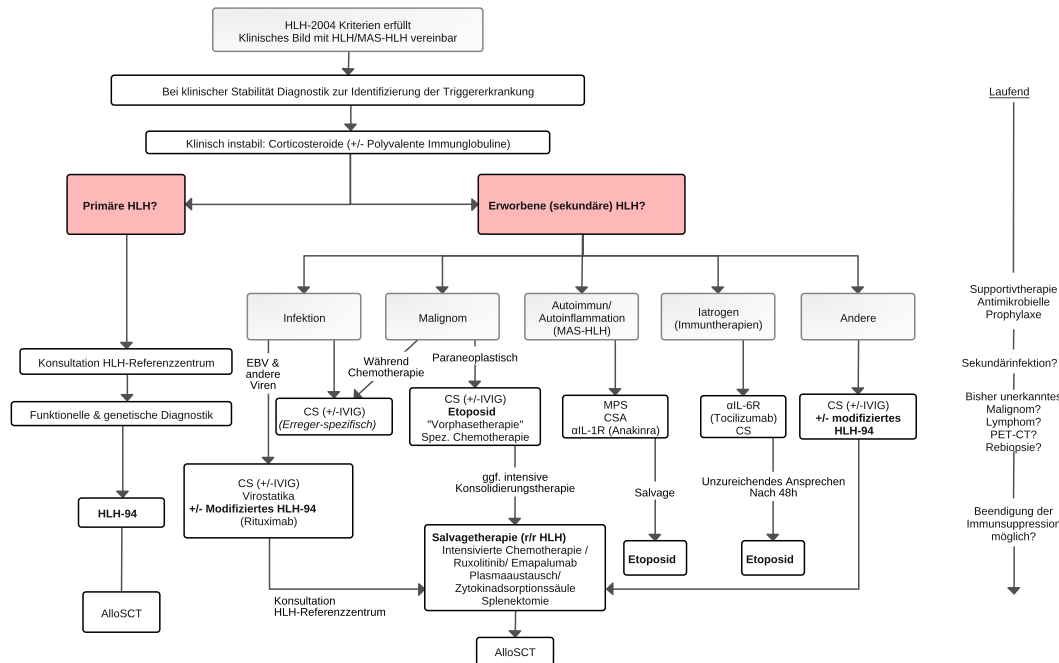 HLH-2004 Kriterien erfüllt
Klinisches Bild mit HLH/MAS-HLH vereinbar
Bei klinischer Stabilität Diagnostik zur Identifizierung der Triggererkrankung
Klinisch instabil: Corticosteroide (+/- Polyvalente Immunglobuline)
Primäre HLH?
Erworbene (sekundäre) HLH?
Infektion
Malignom
Autoimmun/
Autoinflammation
(MAS-HLH)
Iatrogen
(Immuntherapien)
Andere
Konsultation HLH-Referenzzentrum
Funktionelle & genetische Diagnostik
HLH-94
AlloSCT
EBV &
andere
Viren
Während
Chemotherapie
Paraneoplastisch
CS (+/-IVIG)
(Erreger-spezifisch)
CS (+/-IVIG)
Etoposid
"Vorphasetherapie"
Spez. Chemotherapie
MPS
CSA
αIL-1R (Anakinra)
αIL-6R
(Tocilizumab)
CS
CS (+/-IVIG)
+/- modifiziertes
HLH-94
CS (+/-IVIG)
Virostatika
+/- Modifiziertes HLH-94
(Rituximab)
ggf. intensive
Konsolidierungstherapie
Salvage
Unzureichendes Ansprechen
Nach 48h
Etoposid
Etoposid
Salvagetherapie (r/r HLH)
Intensivierte Chemotherapie /
Ruxolitinib/ Emapalumab
Plasmaaustausch/
Zytokinadsorptionssäule
Splenektomie
Konsultation
HLH-Referenzzentrum
AlloSCT
Laufend
Supportivtherapie
Antimikrobielle
Prophylaxe
Sekundärinfektion?
Bisher unerkanntes
Malignom?
Lymphom?
PET-CT?
Rebiopsie?
Beendigung der
Immunsuppression
möglich?